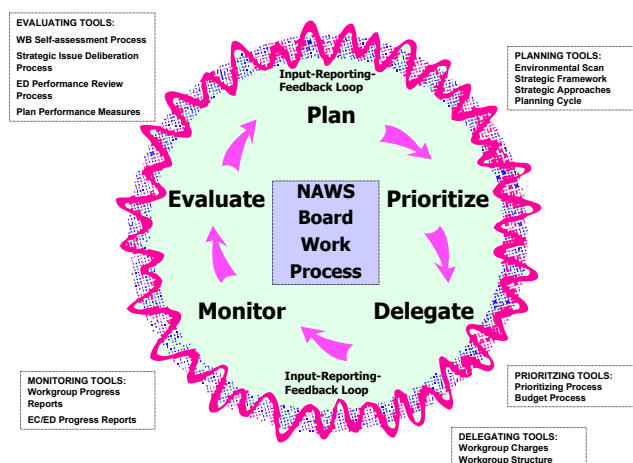 EVALUATING TOOLS:
WB Self-assessment Process
Strategic Issue Deliberation
Process
ED Performance Review
Process
Plan Performance Measures
PLANNING TOOLS:
Environmental Scan
Strategic Framework
Strategic Approaches
Planning Cycle
Input-Reporting-
Feedback Loop
Plan
Evaluate
Prioritize
NAWS
Board
Work
Process
Monitor
Delegate
Input-Reporting-
Feedback Loop
MONITORING TOOLS:
Workgroup Progress
Reports
EC/ED Progress Reports
PRIORITZING TOOLS:
Prioritizing Process
Budget Process
DELEGATING TOOLS:
Workgroup Charges
Workgroup Structure